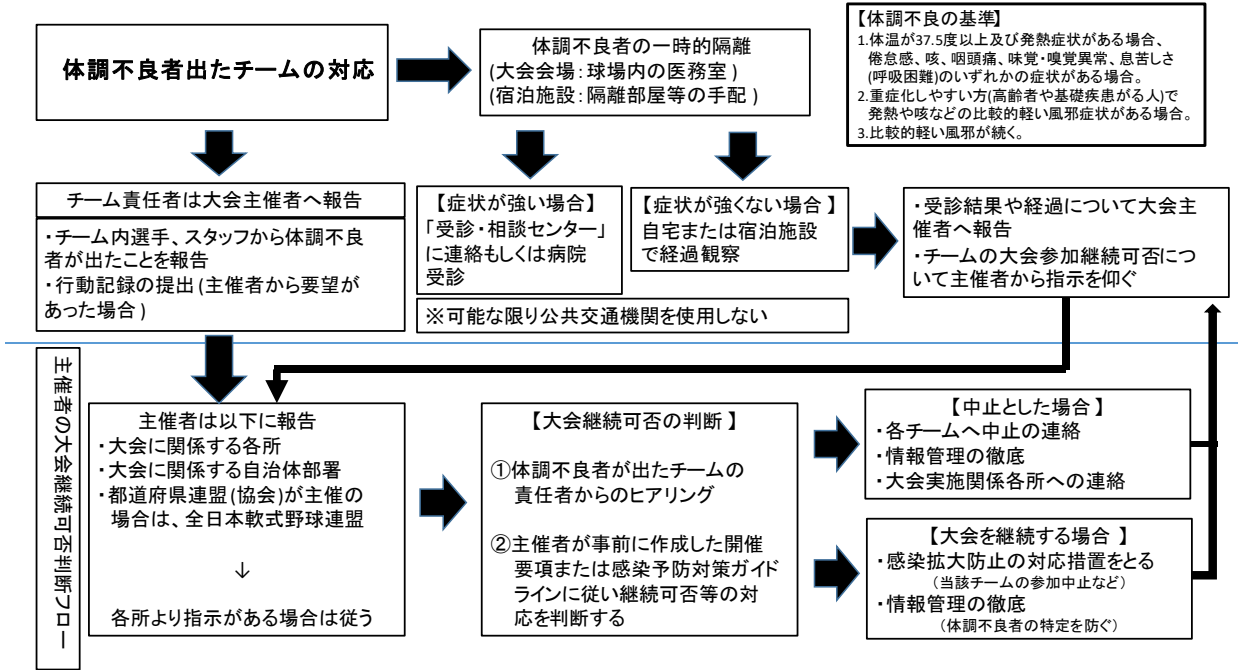 体調不良者出たチームの対応
体調不良者の一時的隔離
(大会会場：球場内の医務室)
(宿泊施設：隔離部屋等の手配)
【体調不良の基準】
1.体温が37.5度以上及び発熱症状がある場合、
倦怠感、咳、咽頭痛、味覚・嗅覚異常、息苦しさ
(呼吸困難)のいずれかの症状がある場合。
2.重症化しやすい方(高齢者や基礎疾患がる人)で
発熱や咳などの比較的軽い風邪症状がある場合。
3.比較的軽い風邪が続く。
チーム責任者は大会主催者へ報告
・チーム内選手、スタッフから体調不良
者が出たことを報告
・行動記録の提出(主催者から要望が
あった場合)
【症状が強い場合】
「受診・相談センター」
に連絡もしくは病院
受診
【症状が強くない場合】
自宅または宿泊施設
で経過観察
※可能な限り公共交通機関を使用しない
・受診結果や経過について大会主
催者へ報告
・チームの大会参加継続可否につ
いて主催者から指示を仰ぐ
主催者の大会継続可否判断フロー
主催者は以下に報告
・大会に関係する各所
・大会に関係する自治体部署
・都道府県連盟(協会)が主催の
場合は、全日本軟式野球連盟
↓
各所より指示がある場合は従う
【大会継続可否の判断】
①体調不良者が出たチームの
責任者からのヒアリング
②主催者が事前に作成した開催
要項または感染予防対策ガイド
ラインに従い継続可否等の対
応を判断する
【中止とした場合】
・各チームへ中止の連絡
・情報管理の徹底
・大会実施関係各所への連絡
【大会を継続する場合】
・感染拡大防止の対応措置をとる
(当該チームの参加中止など)
・情報管理の徹底
(体調不良者の特定を防ぐ)